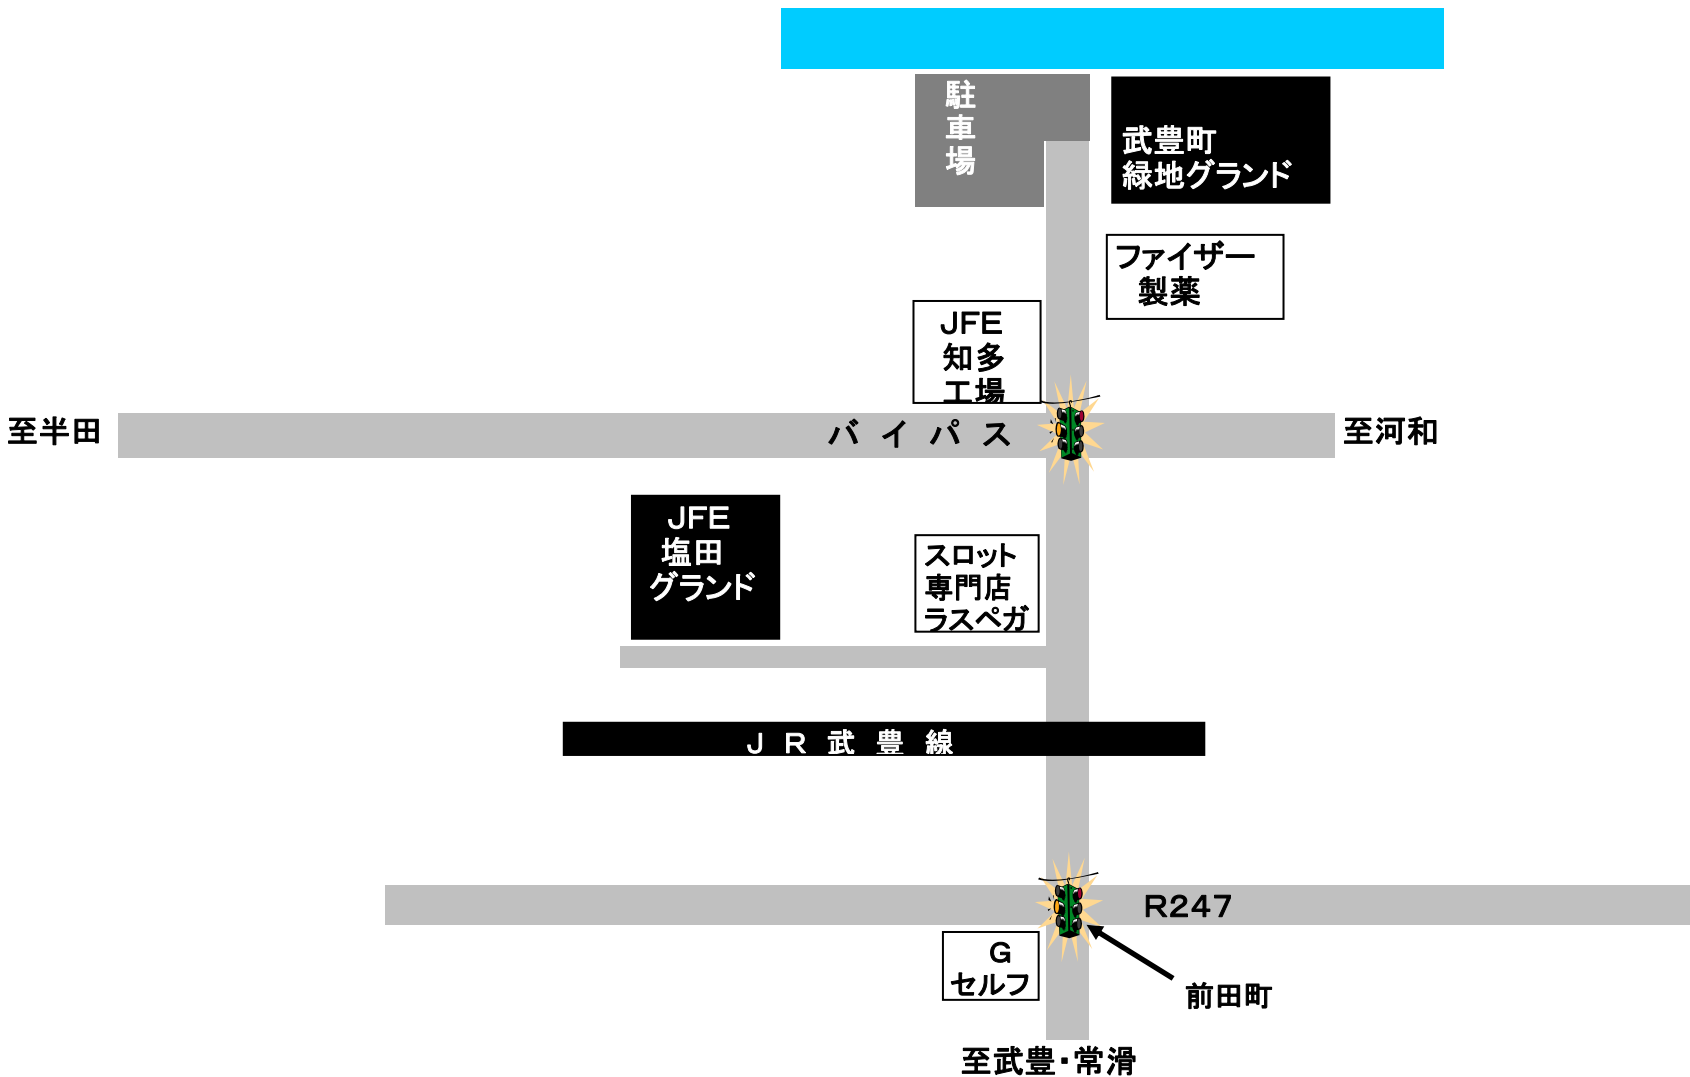 駐
車
場
武豊町
緑地グランド
ファイザー
製薬
JFE
知多
工場
至半田
バイパス
至河和
JFE
塩田
グランド
スロット
専門店
ラスペガ
JR武豊線
R247
G
セルフ
前田町
至武豊・常滑